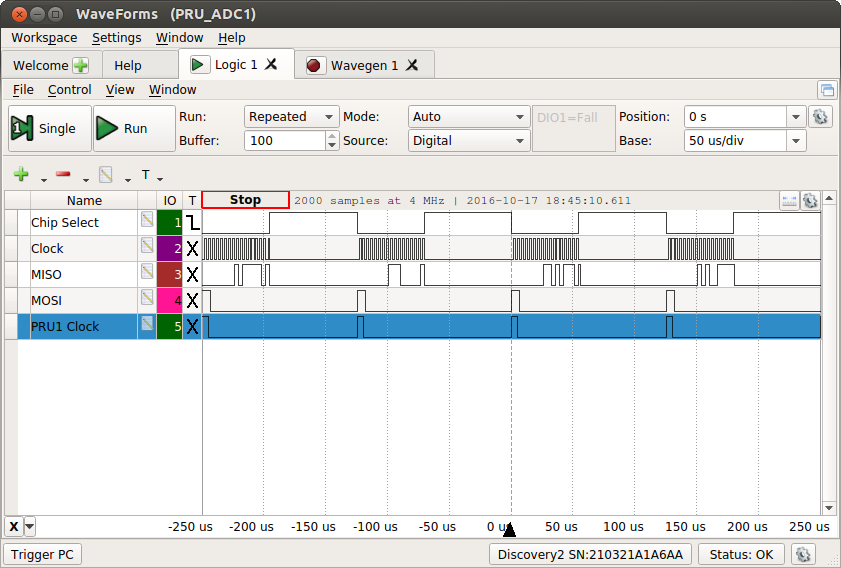 WaveForms (PRU_ADC1)
Workspace Settings Window Help
Welcome Help Logic 1 Wavegen 1
File Control View Window
Single Run Run: Repeated Mode: Auto DIO1=Fall Position: 0 s
Buffer: 100 Source: Digital Base: 50 us/div
T
Name IO T Stop 2000 samples at 4 MHz | 2016-10-17 18:45:10.611
Chip Select 1
Clock 2 X
MISO 3 X
MOSI 4 X
PRU1 Clock 5 X
X -250 us -200 us -150 us -100 us -50 us 0 us 50 us 100 us 150 us 200 us 250 us
Trigger PC Discovery2 SN:210321A1A6AA Status: OK